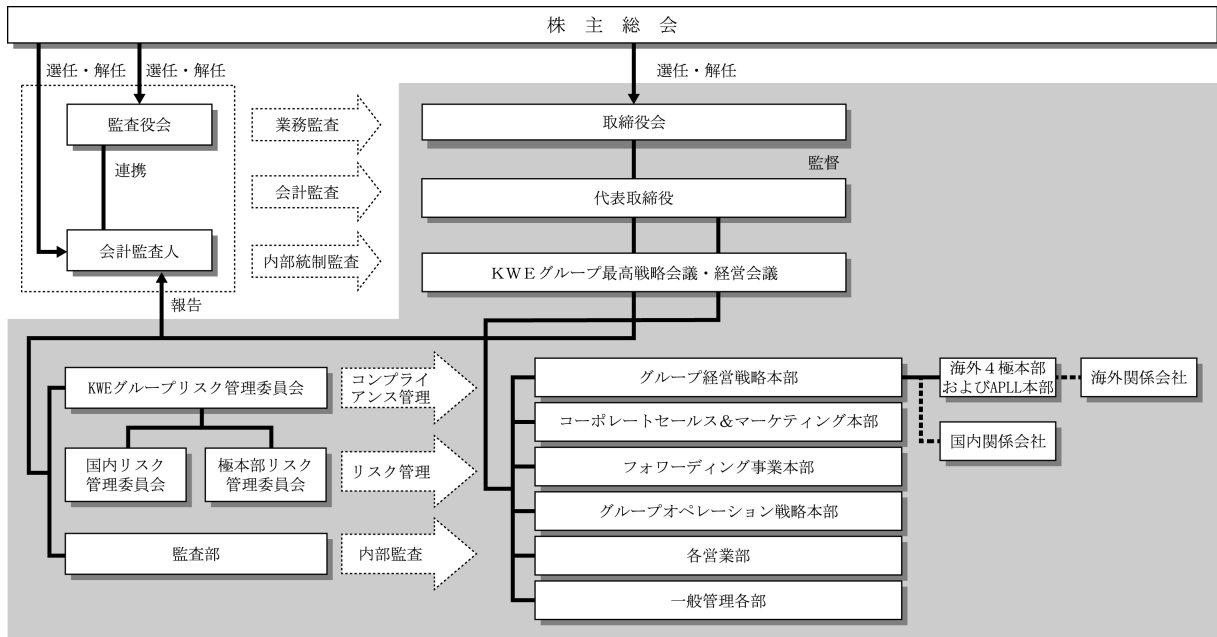 株 主 総 会
選任・解任
選任・解任
選任・解任
監査役会
業務監査
取締役会
連携
監督
会計監査
代表取締役
会計監査人
内部統制監査
ＫＷＥグループ最高戦略会議・経営会議
報告
KWEグループリスク管理委員会
コンプライ
アンス管理
グループ経営戦略本部
海外４極本部
およびAPLL本部
海外関係会社
コーポレートセールス＆マーケティング本部
国内関係会社
国内リスク
管理委員会
極本部リスク
管理委員会
リスク管理
フォワーディング事業本部
グループオペレーション戦略本部
監査部
内部監査
各営業部
一般管理各部